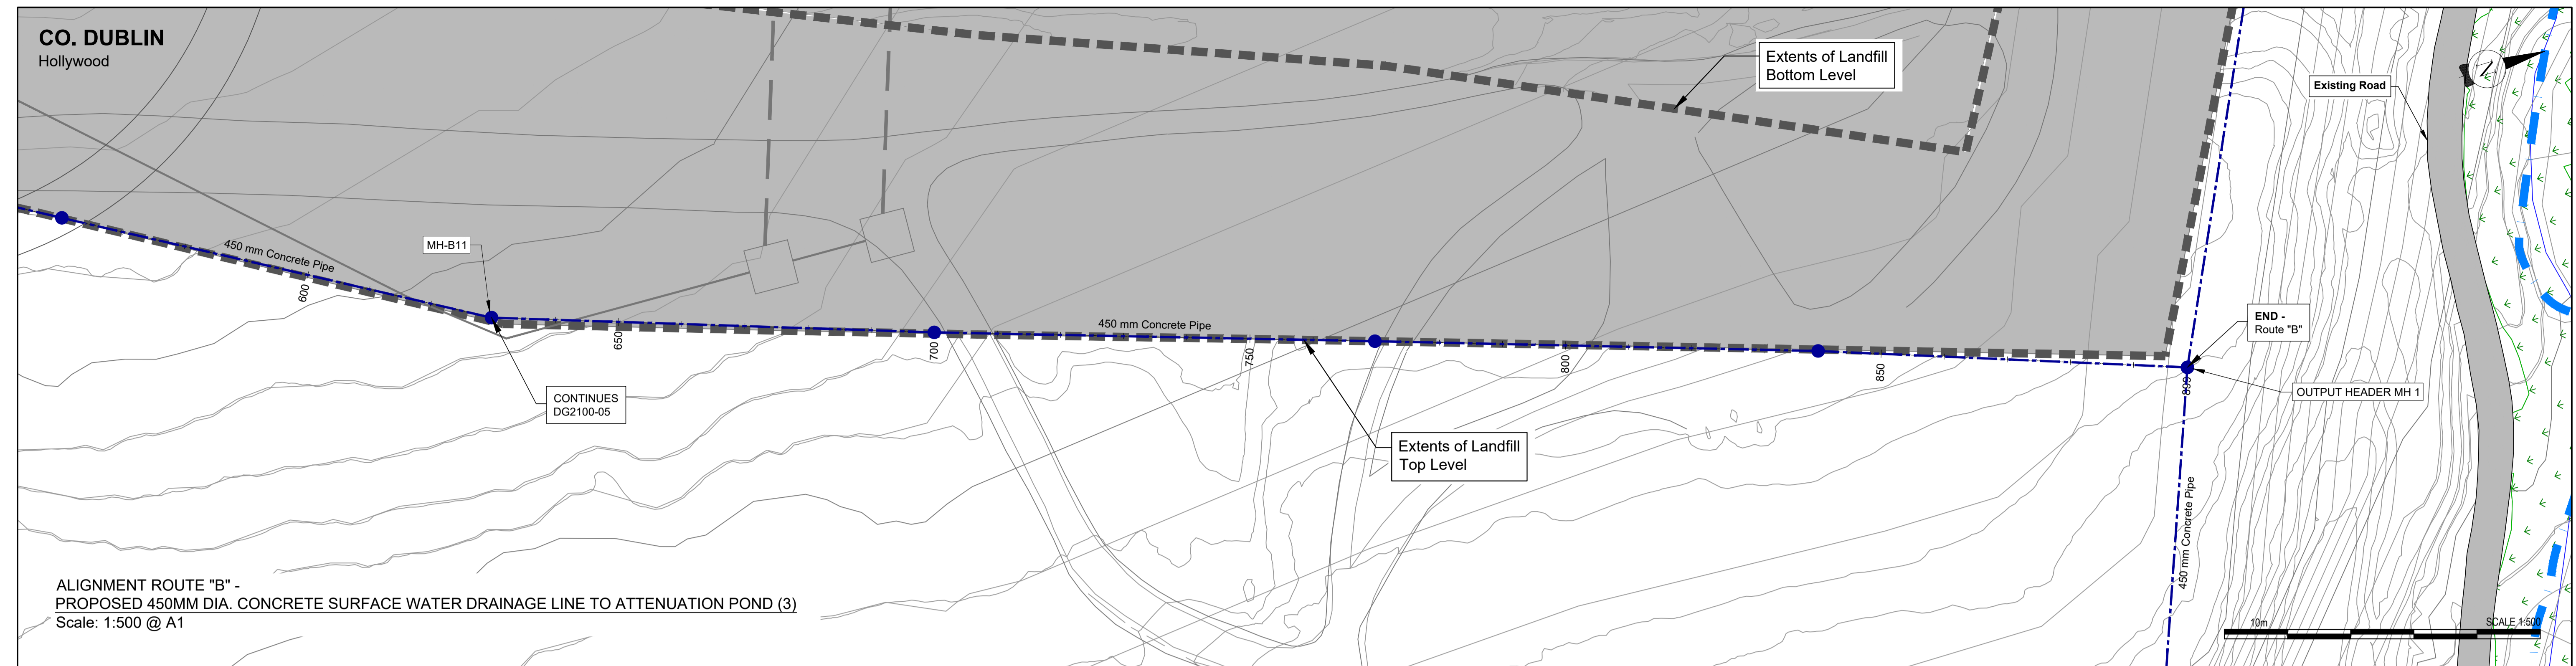 CO. DUBLIN
Hollywood
Extents of Landfill
Bottom Level
Existing Road
N
MH-B11
450 mm Concrete Pipe
600
650
700
450 mm Concrete Pipe
750
800
850
899
END -
Route "B"
OUTPUT HEADER MH 1
CONTINUES
DG2100-05
Extents of Landfill
Top Level
450 mm Concrete Pipe
ALIGNMENT ROUTE "B" -
PROPOSED 450MM DIA. CONCRETE SURFACE WATER DRAINAGE LINE TO ATTENUATION POND (3)
Scale: 1:500 @ A1
10m
SCALE 1:500